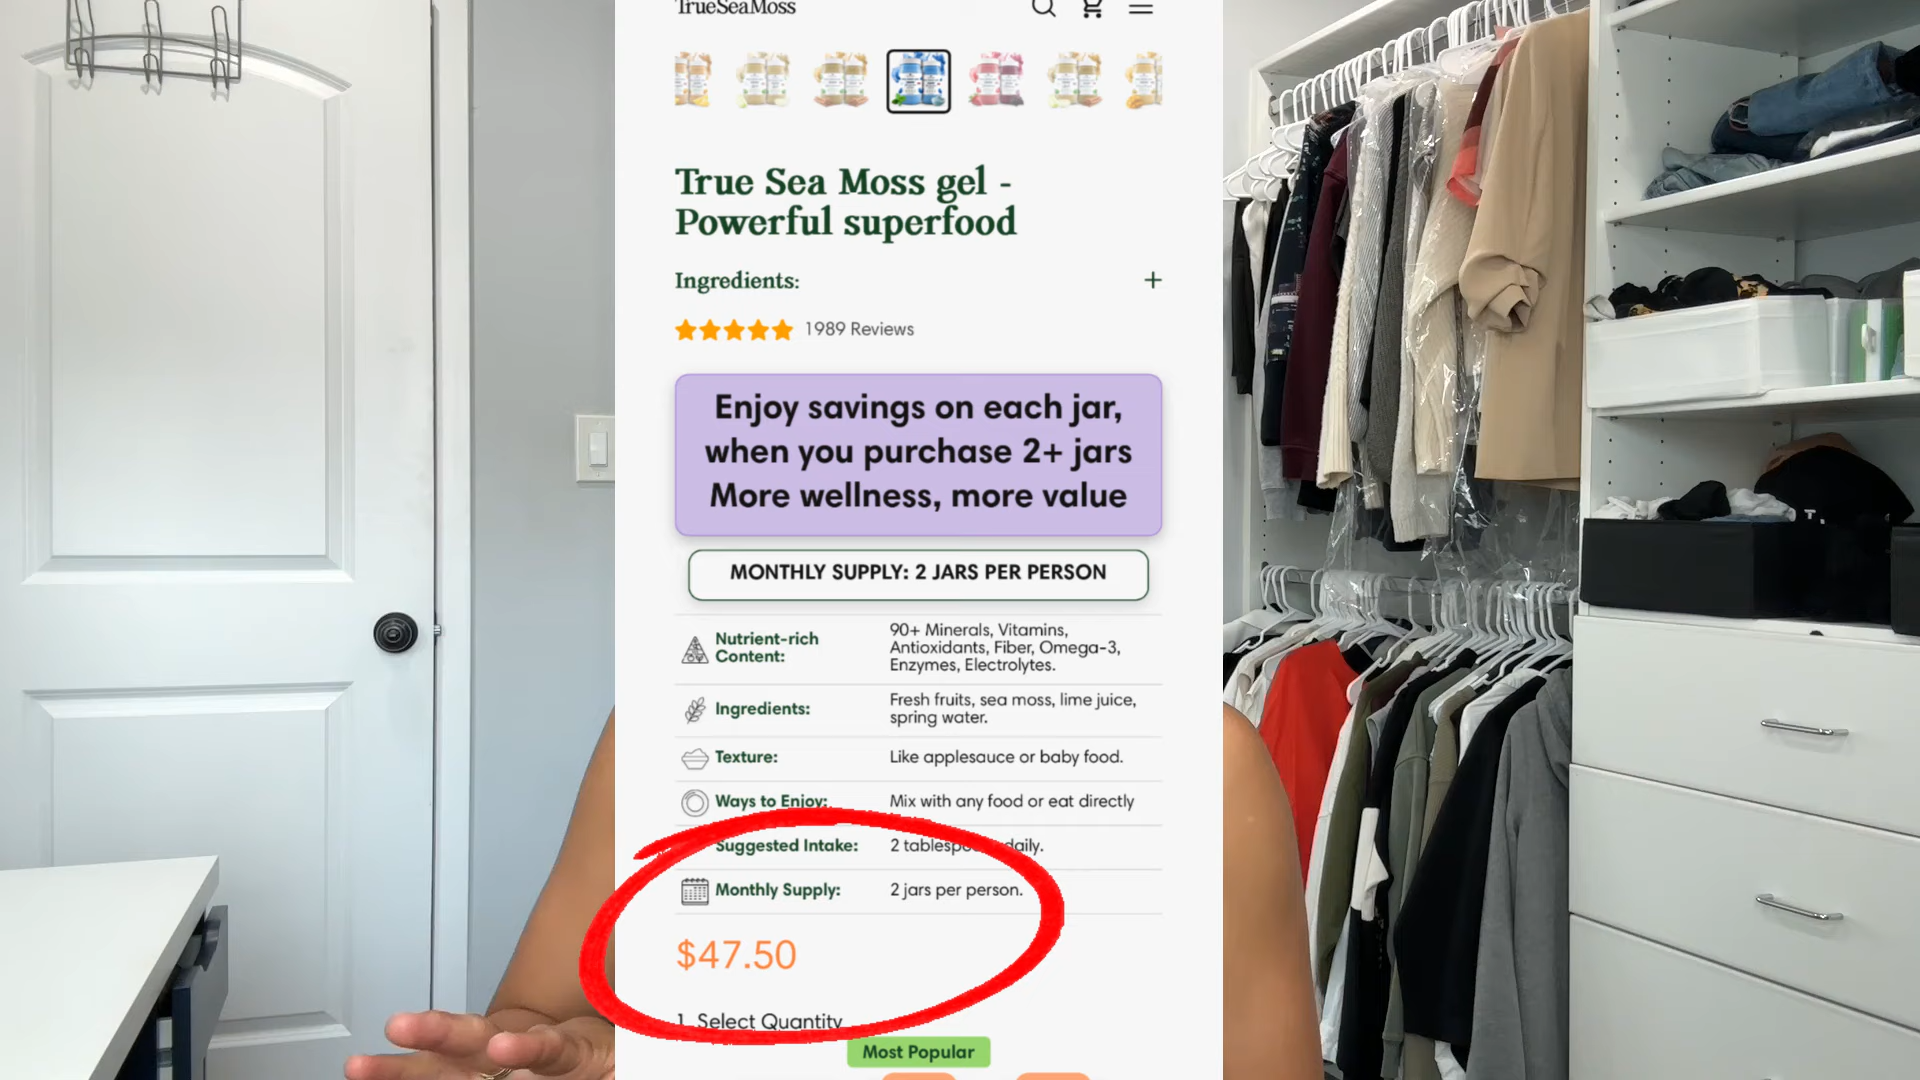 TrueSeaMoss
True Sea Moss gel -
Powerful superfood
Ingredients:
1989 Reviews
Enjoy savings on each jar,
when you purchase 2+ jars
More wellness, more value
MONTHLY SUPPLY: 2 JARS PER PERSON
Nutrient-rich
Content:
90+ Minerals, Vitamins,
Antioxidants, Fiber, Omega-3,
Enzymes, Electrolytes.
Ingredients:
Fresh fruits, sea moss, lime juice,
spring water.
Texture:
Like applesauce or baby food.
Ways to Enjoy:
Mix with any food or eat directly
Suggested Intake:
2 daily.
Monthly Supply:
2 jars per person.
$47.50
1. Select Quantity
Most Popular